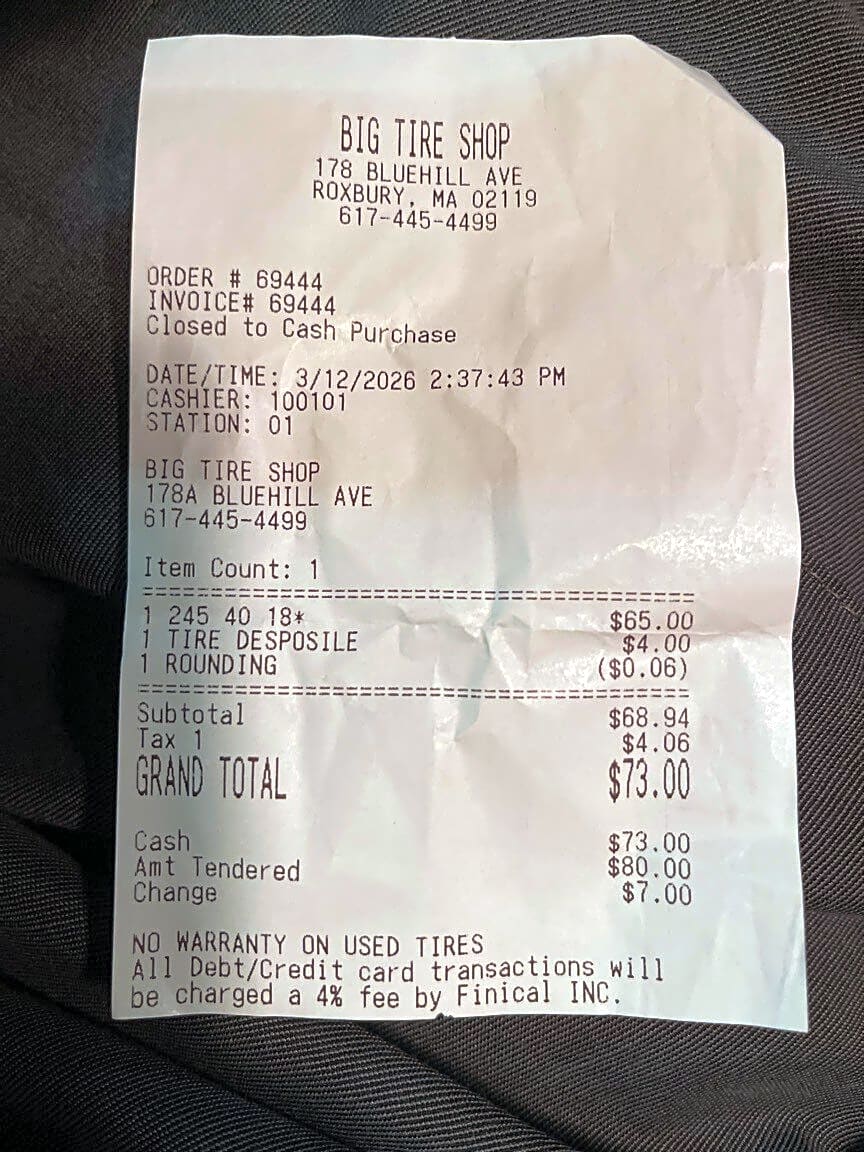 BIG TIRE SHOP
178 BLUEHILL AVE
ROXBURY, MA 02119
617-445-4499
ORDER # 69444
INVOICE# 69444
Closed to Cash Purchase
DATE/TIME: 3/12/2026 2:37:43 PM
CASHIER: 100101
STATION: 01
BIG TIRE SHOP
178A BLUEHILL AVE
617-445-4499
Item Count: 1
==================================================
1 245 40 18* $65.00
1 TIRE DESPOSILE $4.00
1 ROUNDING ($0.06)
==================================================
Subtotal $68.94
Tax 1 $4.06
GRAND TOTAL $73.00
Cash $73.00
Amt Tendered $80.00
Change $7.00
NO WARRANTY ON USED TIRES
All Debt/Credit card transactions will
be charged a 4% fee by Finical INC.